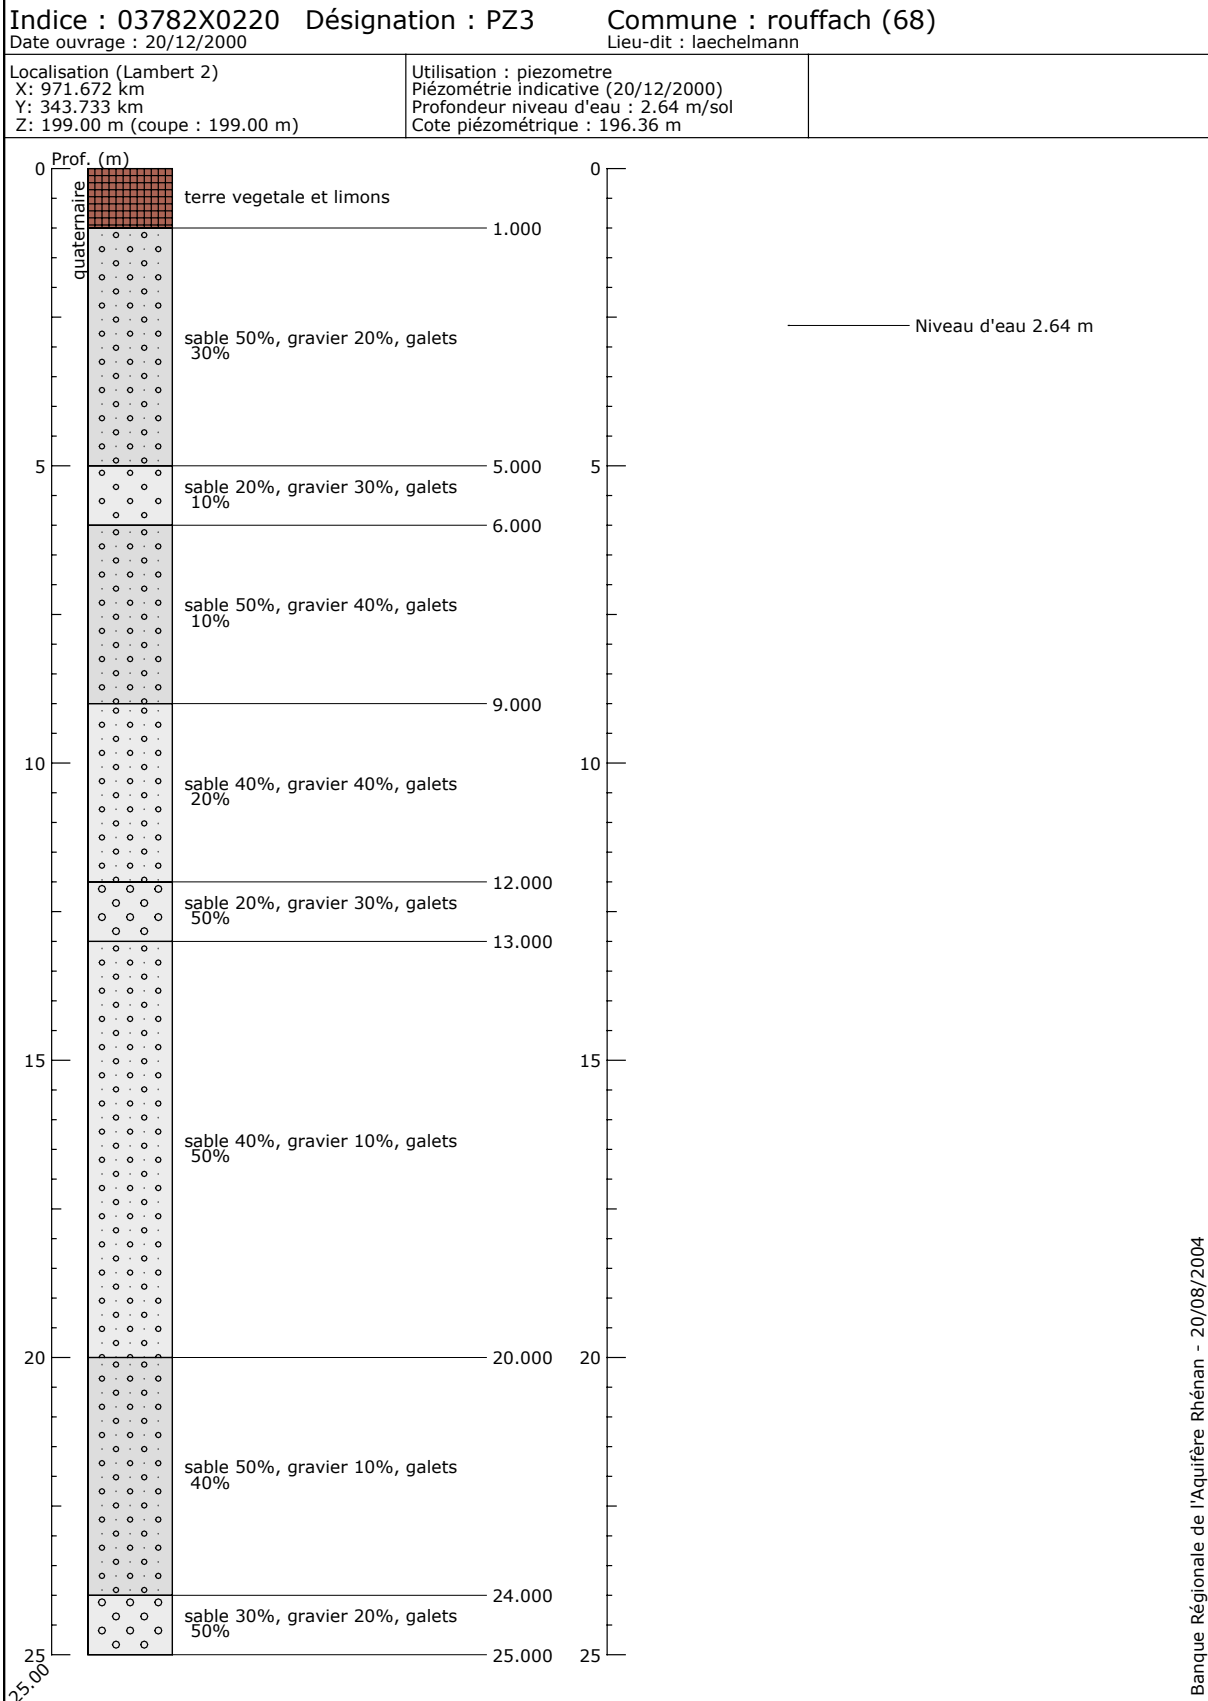 Indice : 03782X0220 Désignation : PZ3 Commune : rouffach (68)
Date ouvrage : 20/12/2000 Lieu-dit : laechelmann
Localisation (Lambert 2)
X: 971.672 km
Y: 343.733 km
Z: 199.00 m (coupe : 199.00 m)
Utilisation : piezometre
Piézométrie indicative (20/12/2000)
Profondeur niveau d'eau : 2.64 m/sol
Cote piézométrique : 196.36 m
Prof. (m)
0
quaternaire
terre vegetale et limons
1.000
sable 50%, gravier 20%, galets
30%
5
5.000
sable 20%, gravier 30%, galets
10%
6.000
sable 50%, gravier 40%, galets
10%
9.000
10
sable 40%, gravier 40%, galets
20%
12.000
sable 20%, gravier 30%, galets
50%
13.000
15
sable 40%, gravier 10%, galets
50%
20
20.000
sable 50%, gravier 10%, galets
40%
24.000
sable 30%, gravier 20%, galets
50%
25
25.000
25.00
0
Niveau d'eau 2.64 m
5
10
15
20
25
Banque Régionale de l'Aquifère Rhénan - 20/08/2004